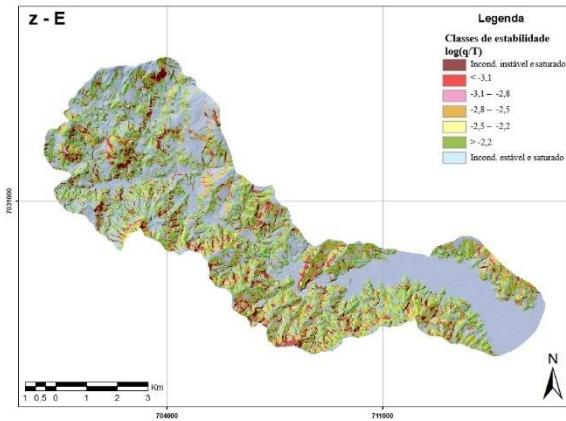 z - E
Legenda
Classes de estabilidade
log(q/T)
Incond. instável e saturado
< -3,1
-3,1 – -2,8
-2,8 – -2,5
-2,5 – -2,2
> -2,2
Incond. estável e saturado
7031000
N
Km
1 0,5 0 1 2 3
704000
711000